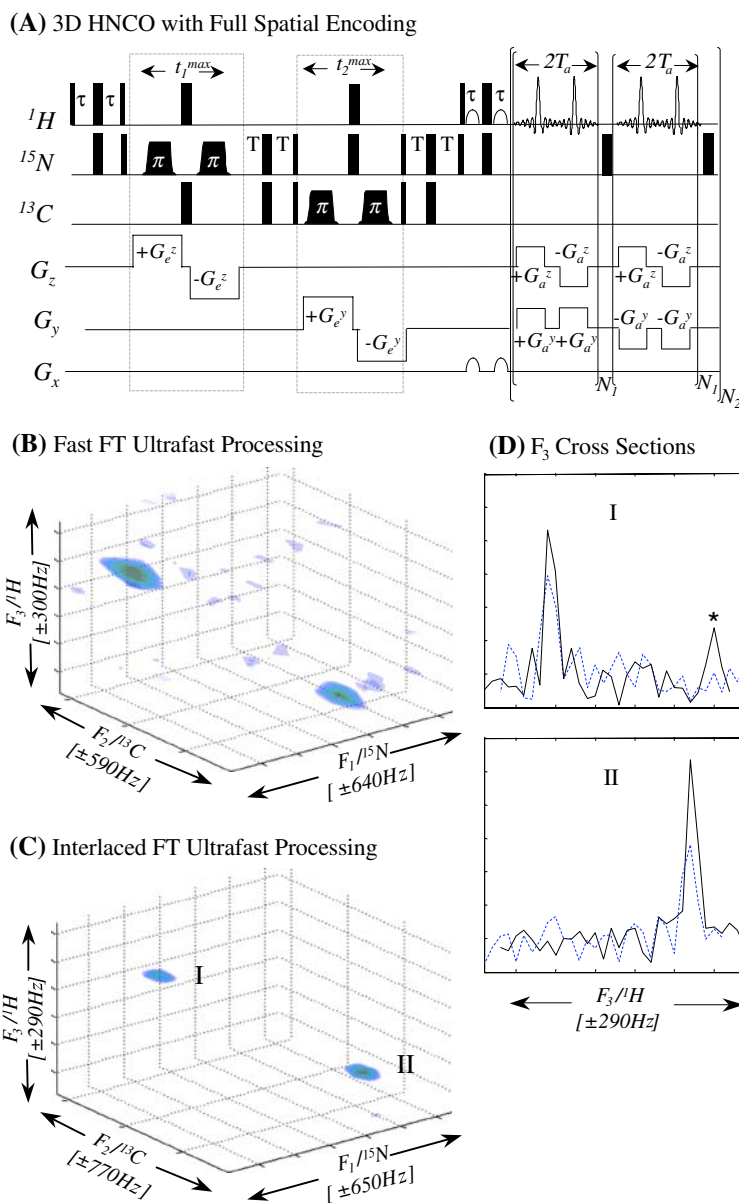 (A) 3D HNCO with Full Spatial Encoding
t₁ᵐᵃˣ t₂ᵐᵃˣ 2Tₐ 2Tₐ
¹H τ τ τ τ
¹⁵N π π T T T T
¹³C π π
G_z +Gₑᶻ -Gₑᶻ +Gₐᶻ -Gₐᶻ +Gₐᶻ -Gₐᶻ
G_y +Gₑʸ -Gₑʸ +Gₐʸ +Gₐʸ -Gₐʸ -Gₐʸ
Gₓ N₁ N₁ N₂
(B) Fast FT Ultrafast Processing
F₃/¹H
[±300Hz]
F₂/¹³C
[±590Hz]
F₁/¹⁵N
[ ±640Hz]
(C) Interlaced FT Ultrafast Processing
I
II
F₃/¹H
[±290Hz]
F₂/¹³C
[±770Hz]
F₁/¹⁵N
[ ±650Hz]
(D) F₃ Cross Sections
I
*
II
F₃/¹H
[±290Hz]